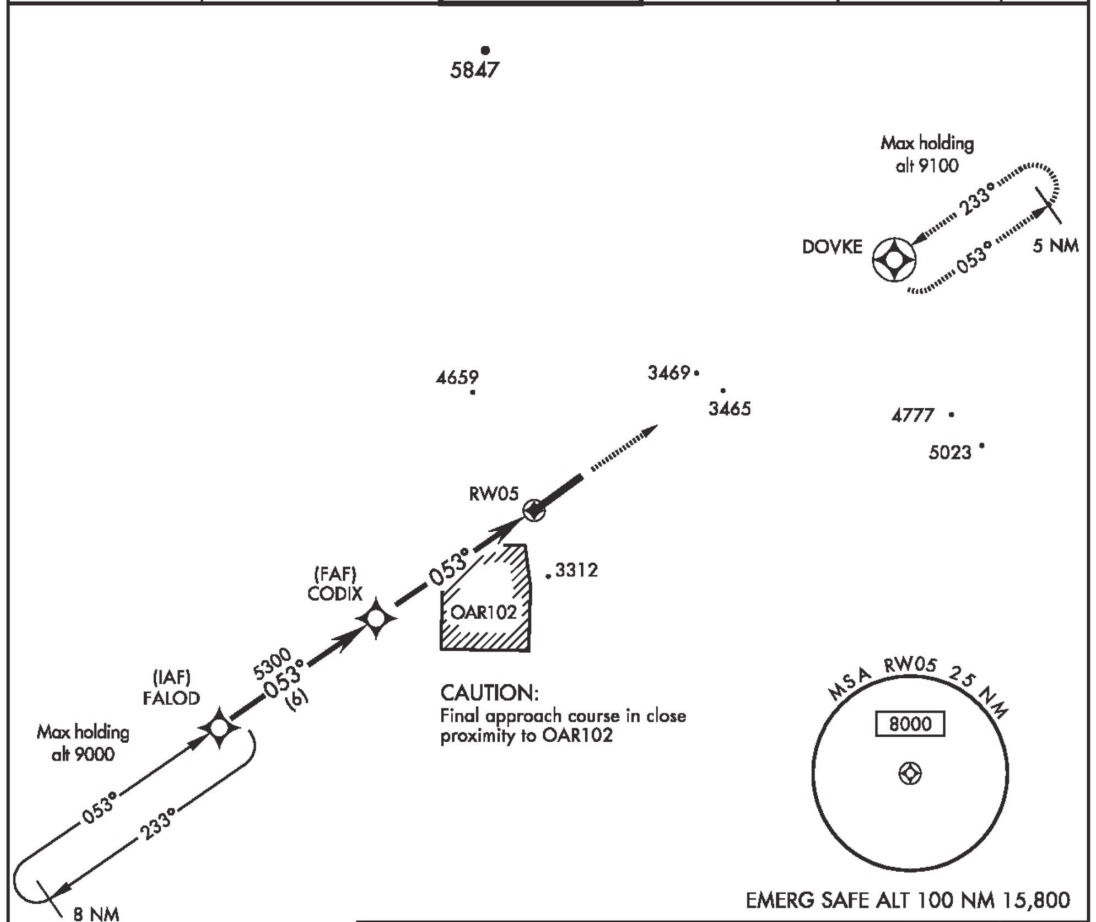 5847
Max holding
alt 9100
233°
DOVKE
053°
5 NM
4659
3469
3465
4777
5023
RW05
053°
(FAF)
CODIX
3312
OAR102
(IAF)
FALOD
5300
053°
(6)
CAUTION:
Final approach course in close
proximity to OAR102
Max holding
alt 9000
053°
233°
8 NM
MSA RW05 25 NM
8000
EMERG SAFE ALT 100 NM 15,800